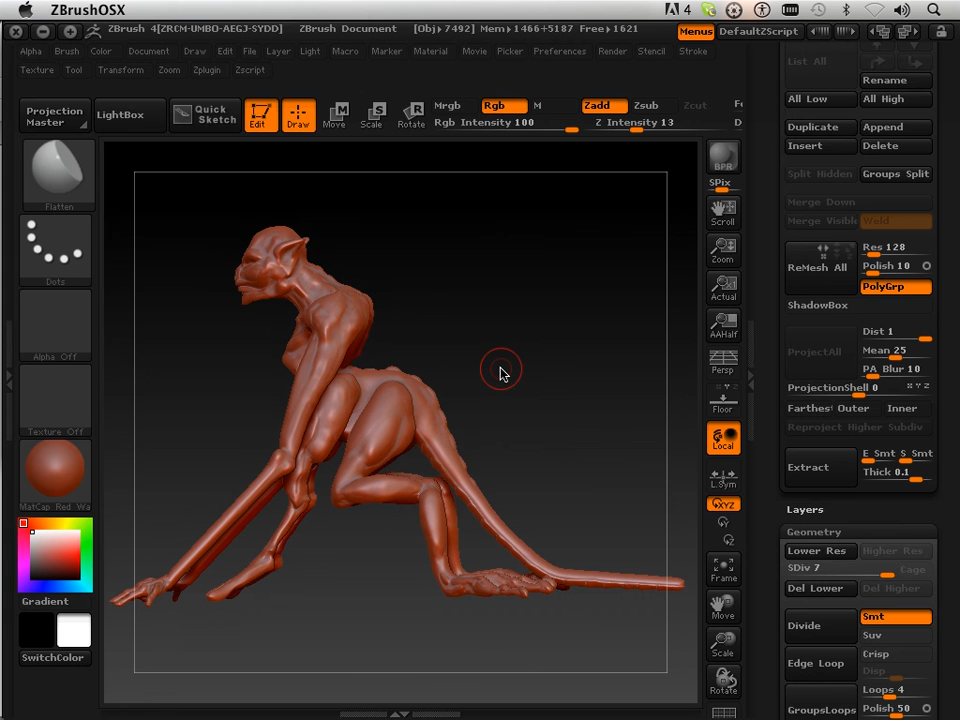 ZBrushOSX
4
ZBrush 4[ZRCM-UMBO-AEGJ-SYDD] ZBrush Document [Obj▸7492] Mem▸1466+5187 Free▸1621 Menus DefaultZScript
Alpha Brush Color Document Draw Edit File Layer Light Macro Marker Material Movie Picker Preferences Render Stencil Stroke
Texture Tool Transform Zoom Zplugin Zscript
Projection Master
LightBox
Quick Sketch
Edit
Draw
Move
Scale
Rotate
Mrgb Rgb M Zadd Zsub Zcut
Rgb Intensity 100 Z Intensity 13
Flatten
Dots
Alpha Off
Texture Off
MatCap Red Wa
Gradient
SwitchColor
BPR
SPix
Scroll
Zoom
Actual
AAHalf
Persp
Floor
Local
L.Sym
XYZ
Frame
Move
Scale
Rotate
List All
Rename
All Low All High
Duplicate Append
Insert Delete
Split Hidden Groups Split
Merge Down
Merge Visible Weld
ReMesh All
Res 128
Polish 10
PolyGrp
ShadowBox
ProjectAll
Dist 1
Mean 25
PA Blur 10
ProjectionShell 0
Farthest Outer Inner
Reproject Higher Subdiv
Extract
E Smt S Smt
Thick 0.1
Layers
Geometry
Lower Res Higher Res
SDiv 7 Cage
Del Lower Del Higher
Divide
Smt
Suv
Edge Loop
Crisp
Disp
GroupsLoops
Loops 4
Polish 50